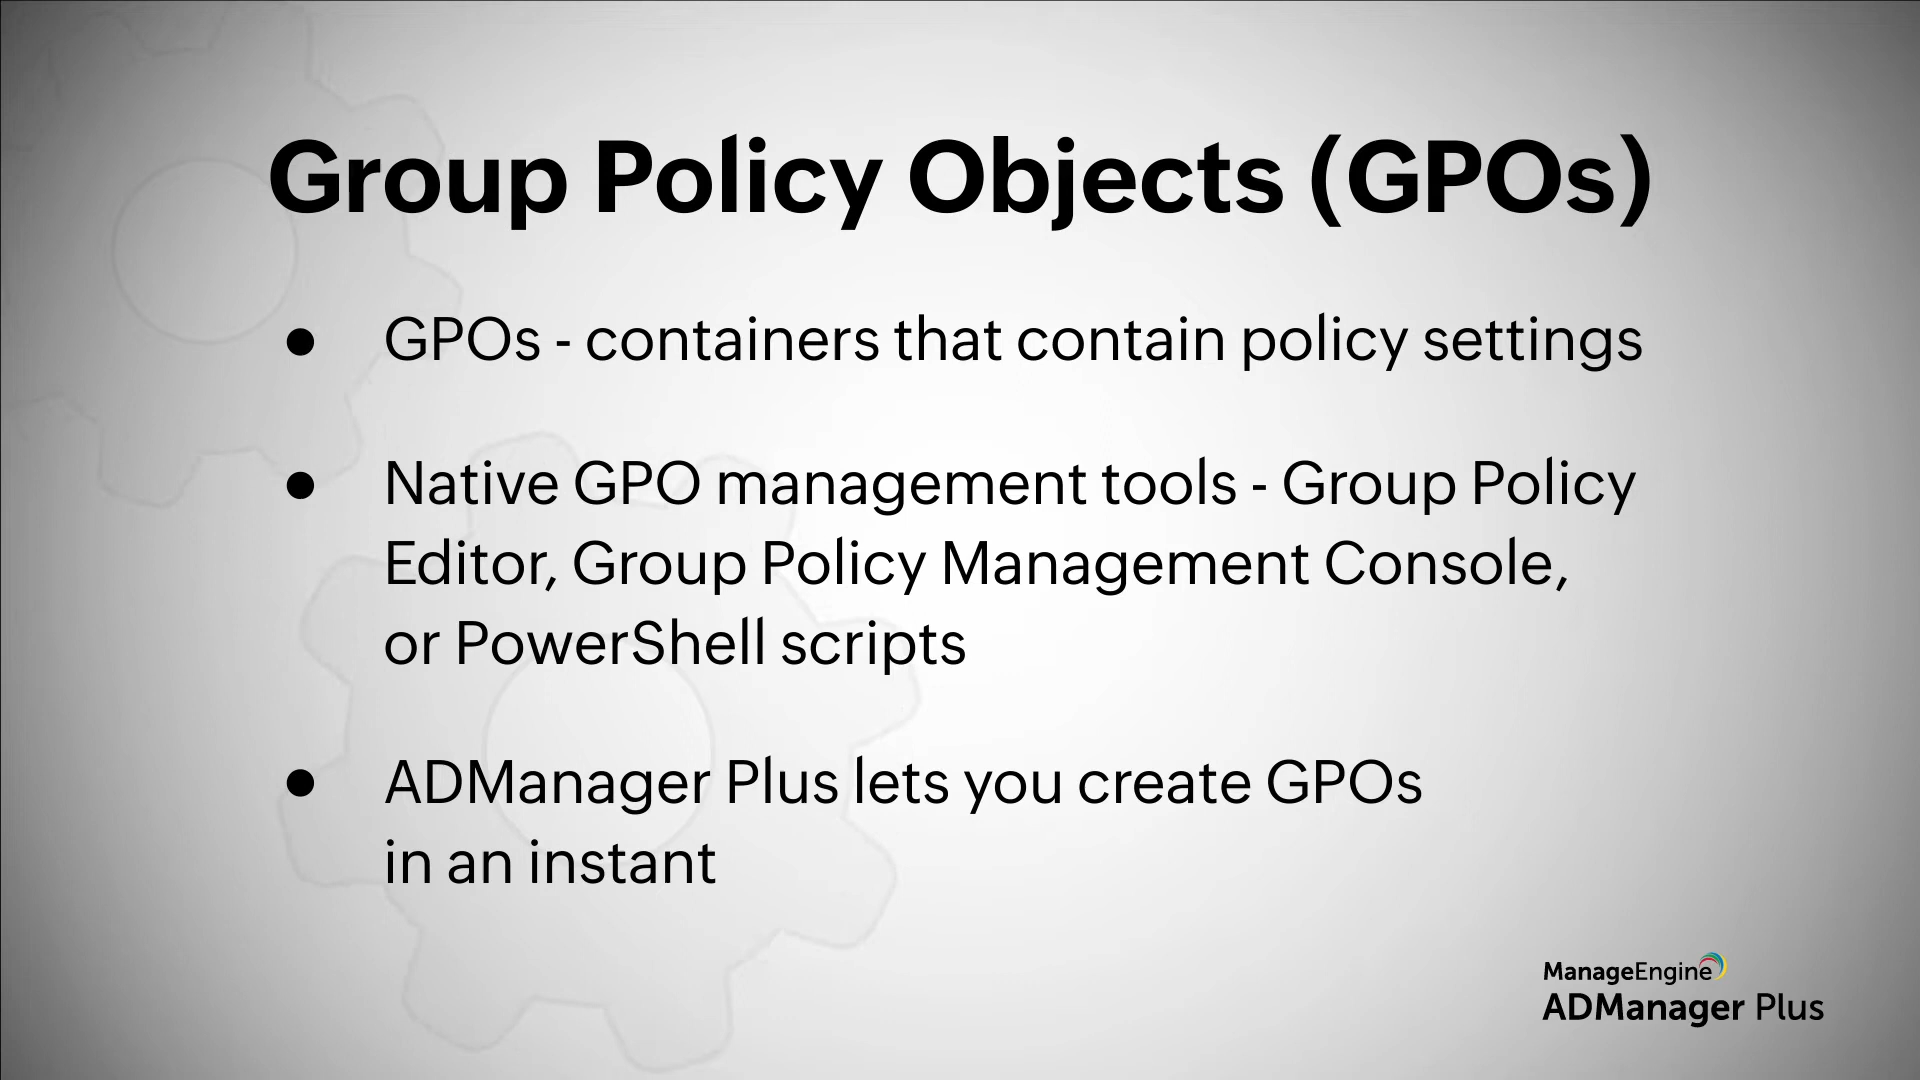 Group Policy Objects (GPOs)
● GPOs - containers that contain policy settings
● Native GPO management tools - Group Policy
Editor, Group Policy Management Console,
or PowerShell scripts
● ADManager Plus lets you create GPOs
in an instant
ManageEngine
ADManager Plus